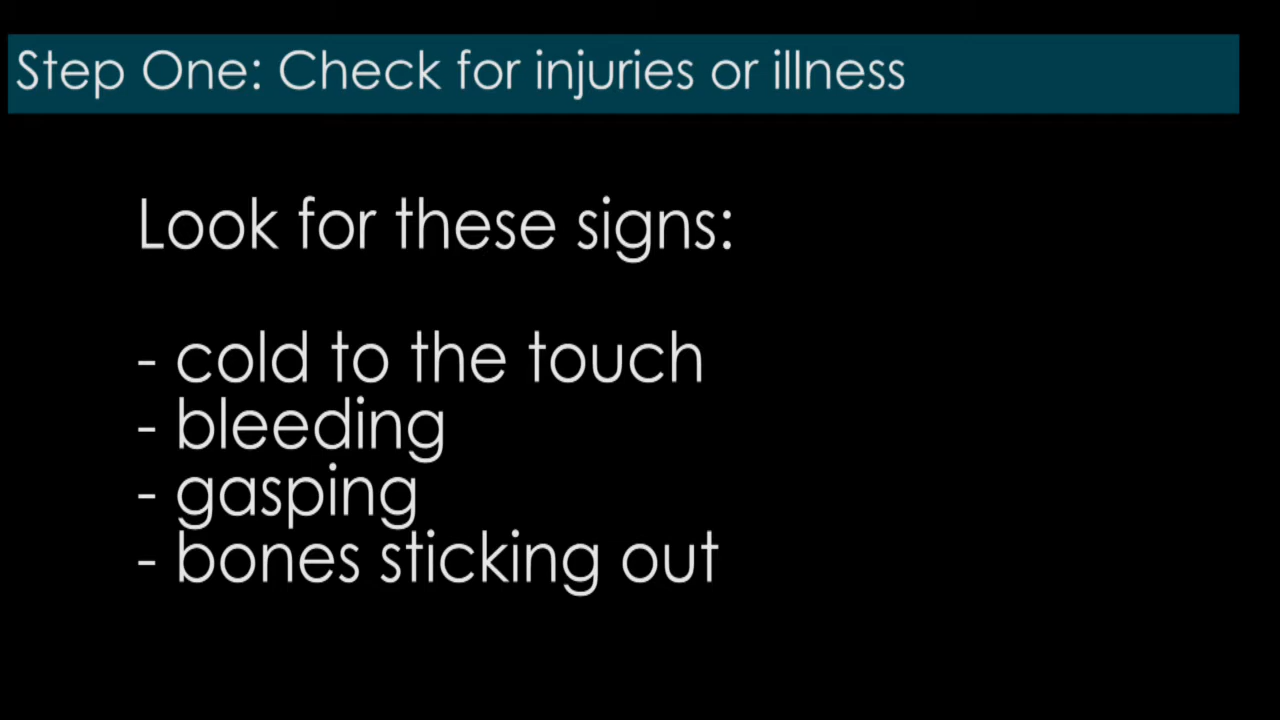 Step One: Check for injuries or illness
Look for these signs:
- cold to the touch
- bleeding
- gasping
- bones sticking out